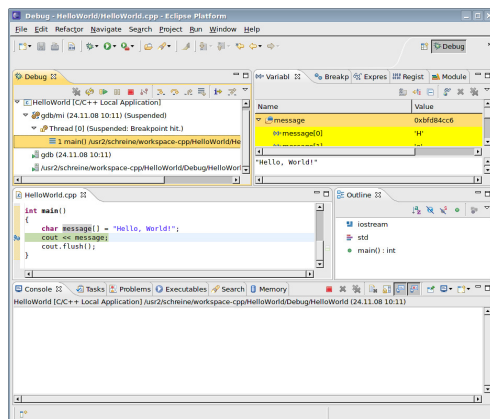 Debug - HelloWorld/HelloWorld.cpp - Eclipse Platform
File Edit Refactor Navigate Search Project Run Window Help
Debug
Debug
Variabl Breakp Expres Regist Module
HelloWorld [C/C++ Local Application]
gdb/mi (24.11.08 10:11) (Suspended)
Thread [0] (Suspended: Breakpoint hit.)
1 main() /usr2/schreine/workspace-cpp/HelloWorld/He
gdb (24.11.08 10:11)
/usr2/schreine/workspace-cpp/HelloWorld/Debug/HelloWorl
Name Value
message 0xbfd84cc6
message[0] 'H'
"Hello, World!"
HelloWorld.cpp
int main()
{
char message[] = "Hello, World!";
cout << message;
cout.flush();
}
Outline
iostream
std
main() : int
Console Tasks Problems Executables Search Memory
HelloWorld [C/C++ Local Application] /usr2/schreine/workspace-cpp/HelloWorld/Debug/HelloWorld (24.11.08 10:11)